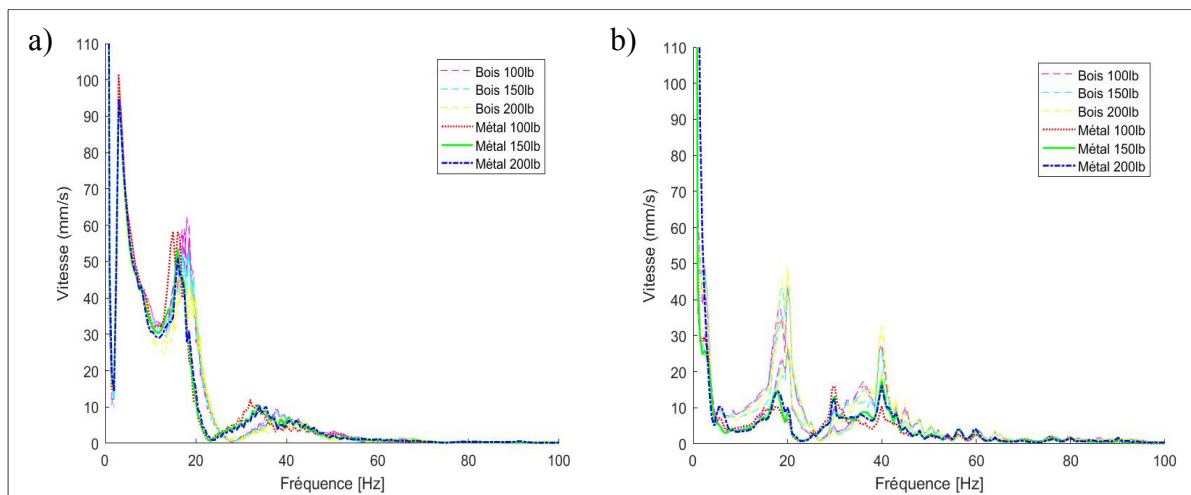 a)
110
100
90
80
70
60
50
40
30
20
10
0
Vitesse (mm/s)
Bois 100lb
Bois 150lb
Bois 200lb
Métal 100lb
Métal 150lb
Métal 200lb
0 20 40 60 80 100
Fréquence [Hz]
b)
110
100
90
80
70
60
50
40
30
20
10
0
Vitesse (mm/s)
Bois 100lb
Bois 150lb
Bois 200lb
Métal 100lb
Métal 150lb
Métal 200lb
0 20 40 60 80 100
Fréquence [Hz]